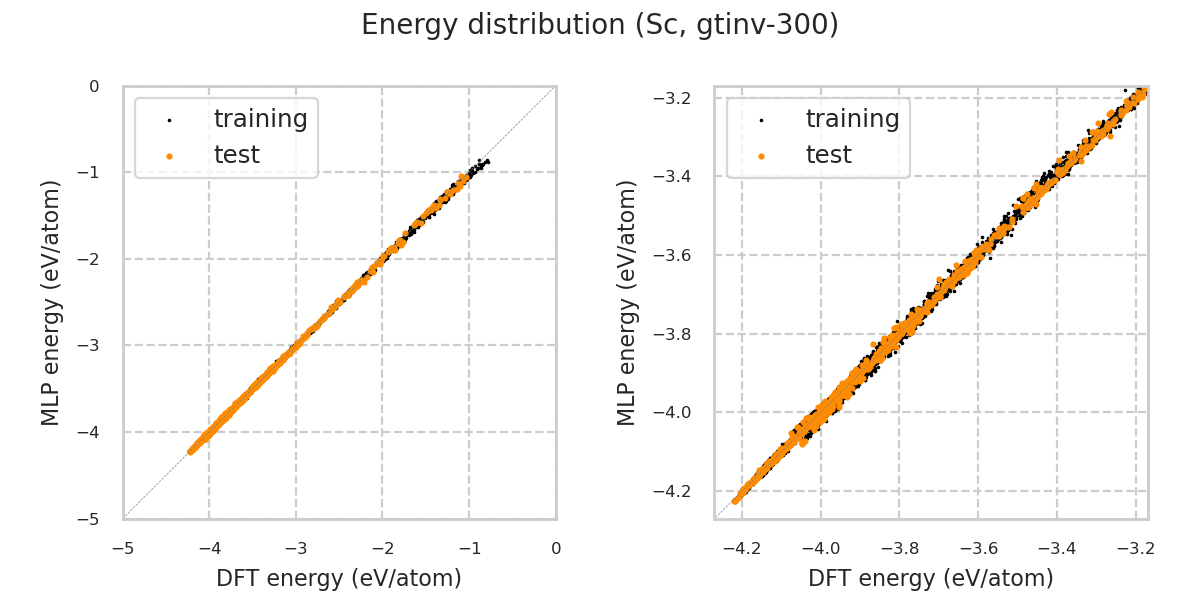 Energy distribution (Sc, gtinv-300)
training
test
0
−1
−2
−3
−4
−5
MLP energy (eV/atom)
−5
−4
−3
−2
−1
0
DFT energy (eV/atom)
training
test
−3.2
−3.4
−3.6
−3.8
−4.0
−4.2
MLP energy (eV/atom)
−4.2
−4.0
−3.8
−3.6
−3.4
−3.2
DFT energy (eV/atom)